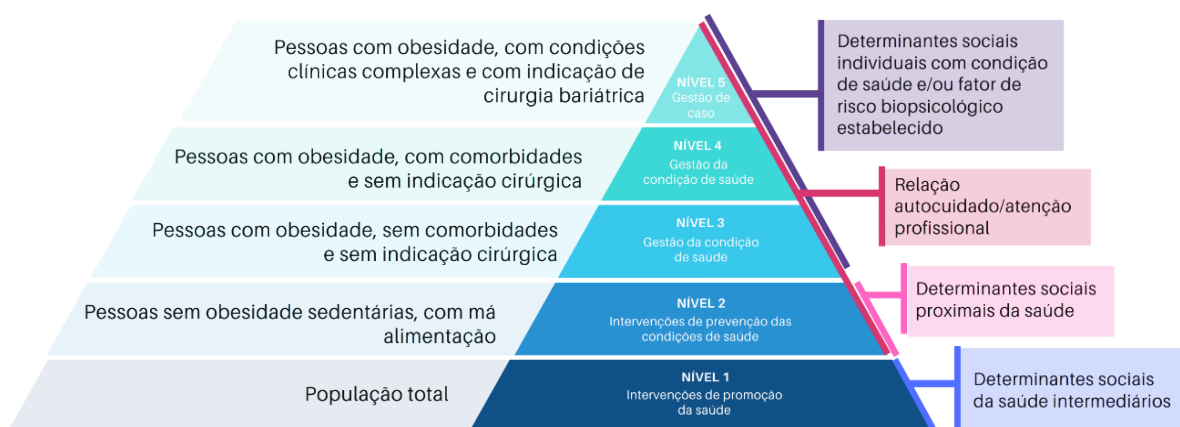 Pessoas com obesidade, com condições
clínicas complexas e com indicação de
cirurgia bariátrica
NÍVEL 5
Gestão de
caso
Determinantes sociais
individuais com condição
de saúde e/ou fator de
risco biopsicológico
estabelecido
Pessoas com obesidade, com comorbidades
e sem indicação cirúrgica
NÍVEL 4
Gestão da
condição de saúde
Relação
autocuidado/atenção
profissional
Pessoas com obesidade, sem comorbidades
e sem indicação cirúrgica
NÍVEL 3
Gestão da condição
de saúde
Determinantes sociais
proximais da saúde
Pessoas sem obesidade sedentárias, com má
alimentação
NÍVEL 2
Intervenções de prevenção das
condições de saúde
População total
NÍVEL 1
Intervenções de promoção
da saúde
Determinantes sociais
da saúde intermediários